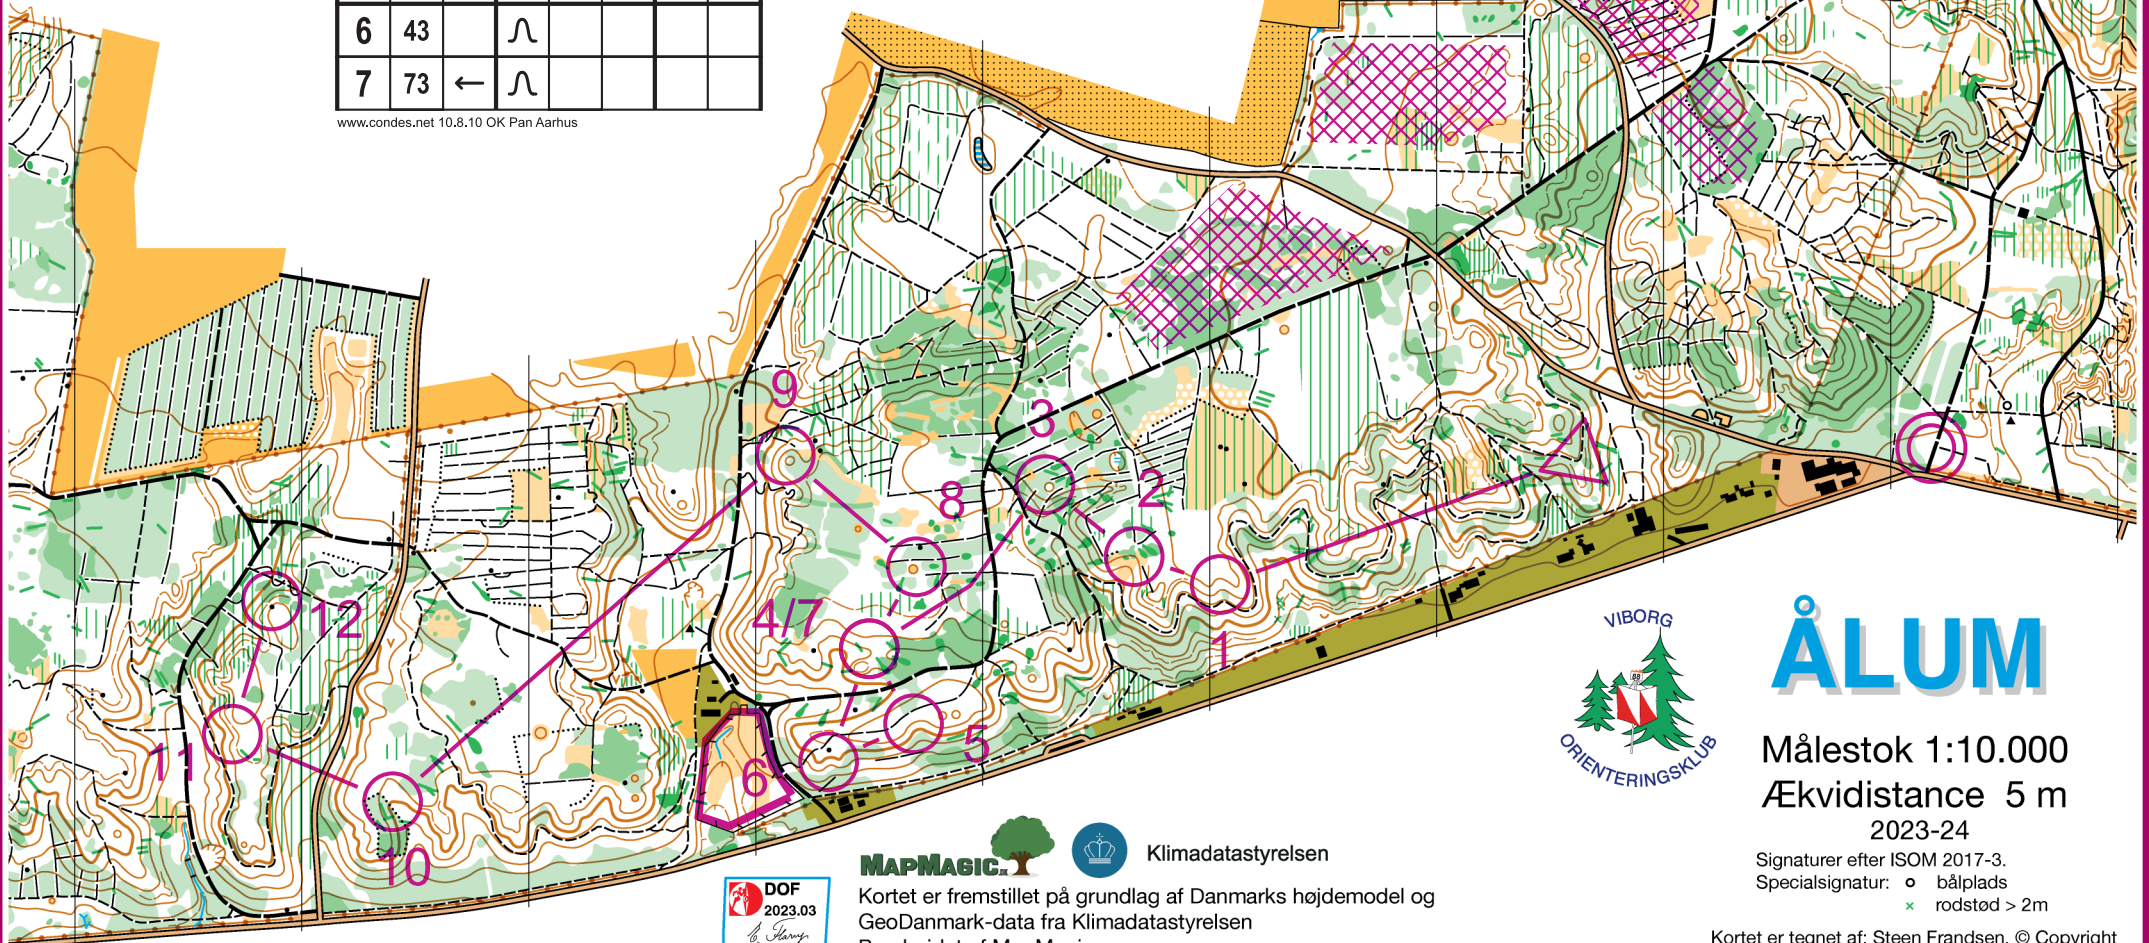 6 43
7 73
www.condes.net 10.8.10 OK Pan Aarhus
9
3
2
8
4/7
12
1
5
11
6
10
VIBORG
88
ORIENTERINGSKLUB
ÅLUM
Målestok 1:10.000
Ækvidistance 5 m
2023-24
Signaturer efter ISOM 2017-3.
Specialsignatur: bålplads
rodstød > 2m
MAPMAGIC
Klimadatastyrelsen
DOF
2023.03
Kortet er fremstillet på grundlag af Danmarks højdemodel og
GeoDanmark-data fra Klimadatastyrelsen
Kortet er tegnet af: Steen Frandsen. © Copyright